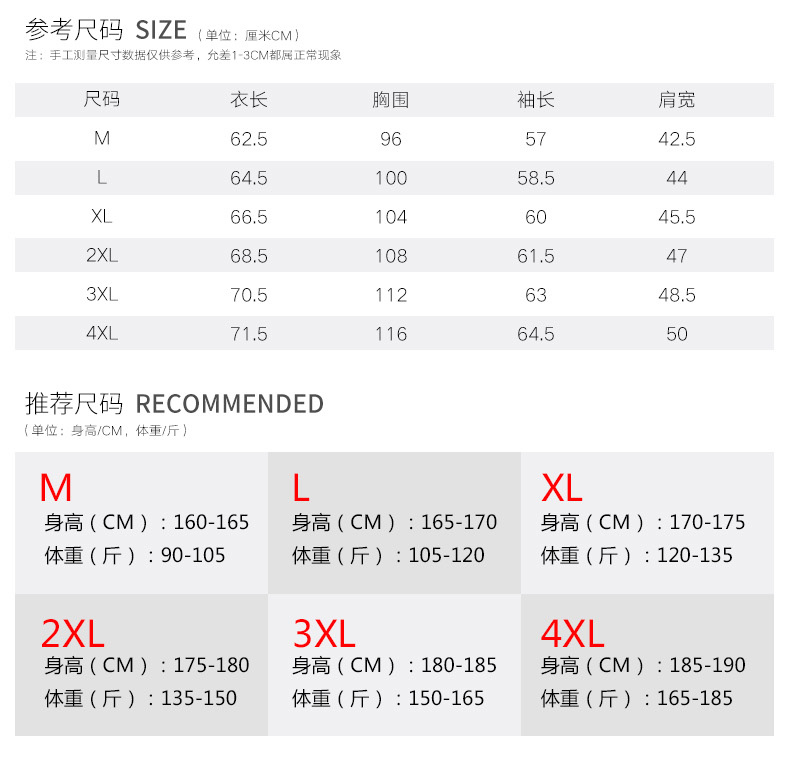 参考尺码 SIZE (单位：厘米CM)
注：手工测量尺寸数据仅供参考，允差1-3CM都属正常现象
尺码 衣长 胸围 袖长 肩宽
M 62.5 96 57 42.5
L 64.5 100 58.5 44
XL 66.5 104 60 45.5
2XL 68.5 108 61.5 47
3XL 70.5 112 63 48.5
4XL 71.5 116 64.5 50
推荐尺码 RECOMMENDED
(单位：身高/CM，体重/斤)
M
身高（CM）：160-165
体重（斤）：90-105
L
身高（CM）：165-170
体重（斤）：105-120
XL
身高（CM）：170-175
体重（斤）：120-135
2XL
身高（CM）：175-180
体重（斤）：135-150
3XL
身高（CM）：180-185
体重（斤）：150-165
4XL
身高（CM）：185-190
体重（斤）：165-185